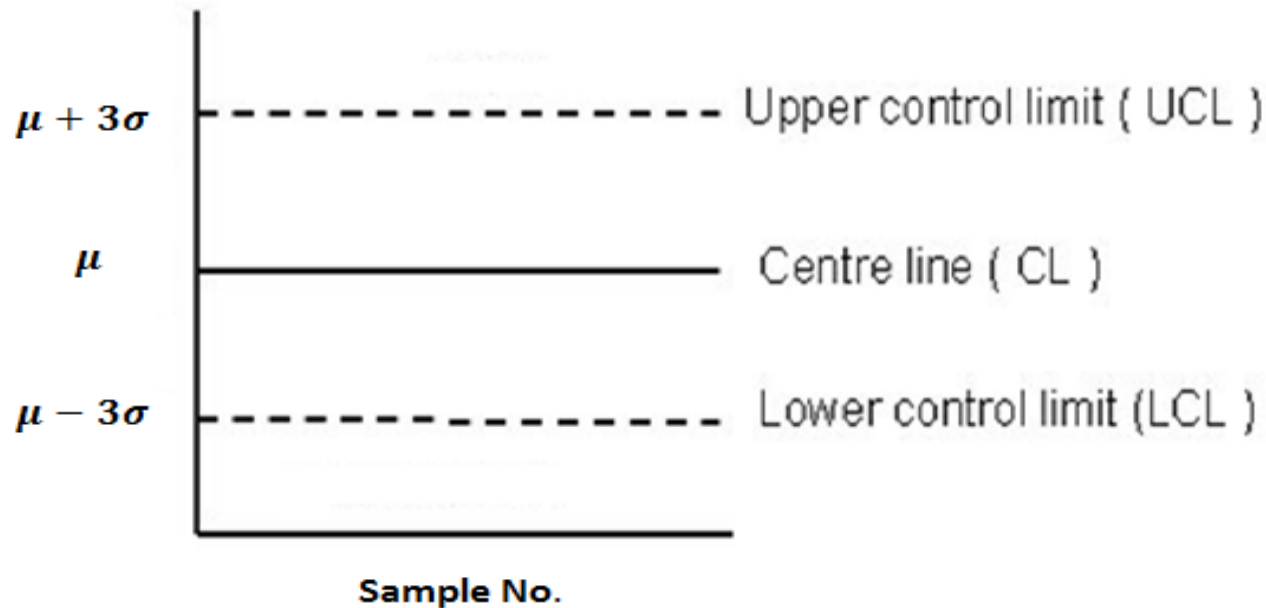 μ + 3σ
Upper control limit ( UCL )
μ
Centre line ( CL )
μ − 3σ
Lower control limit (LCL )
Sample No.